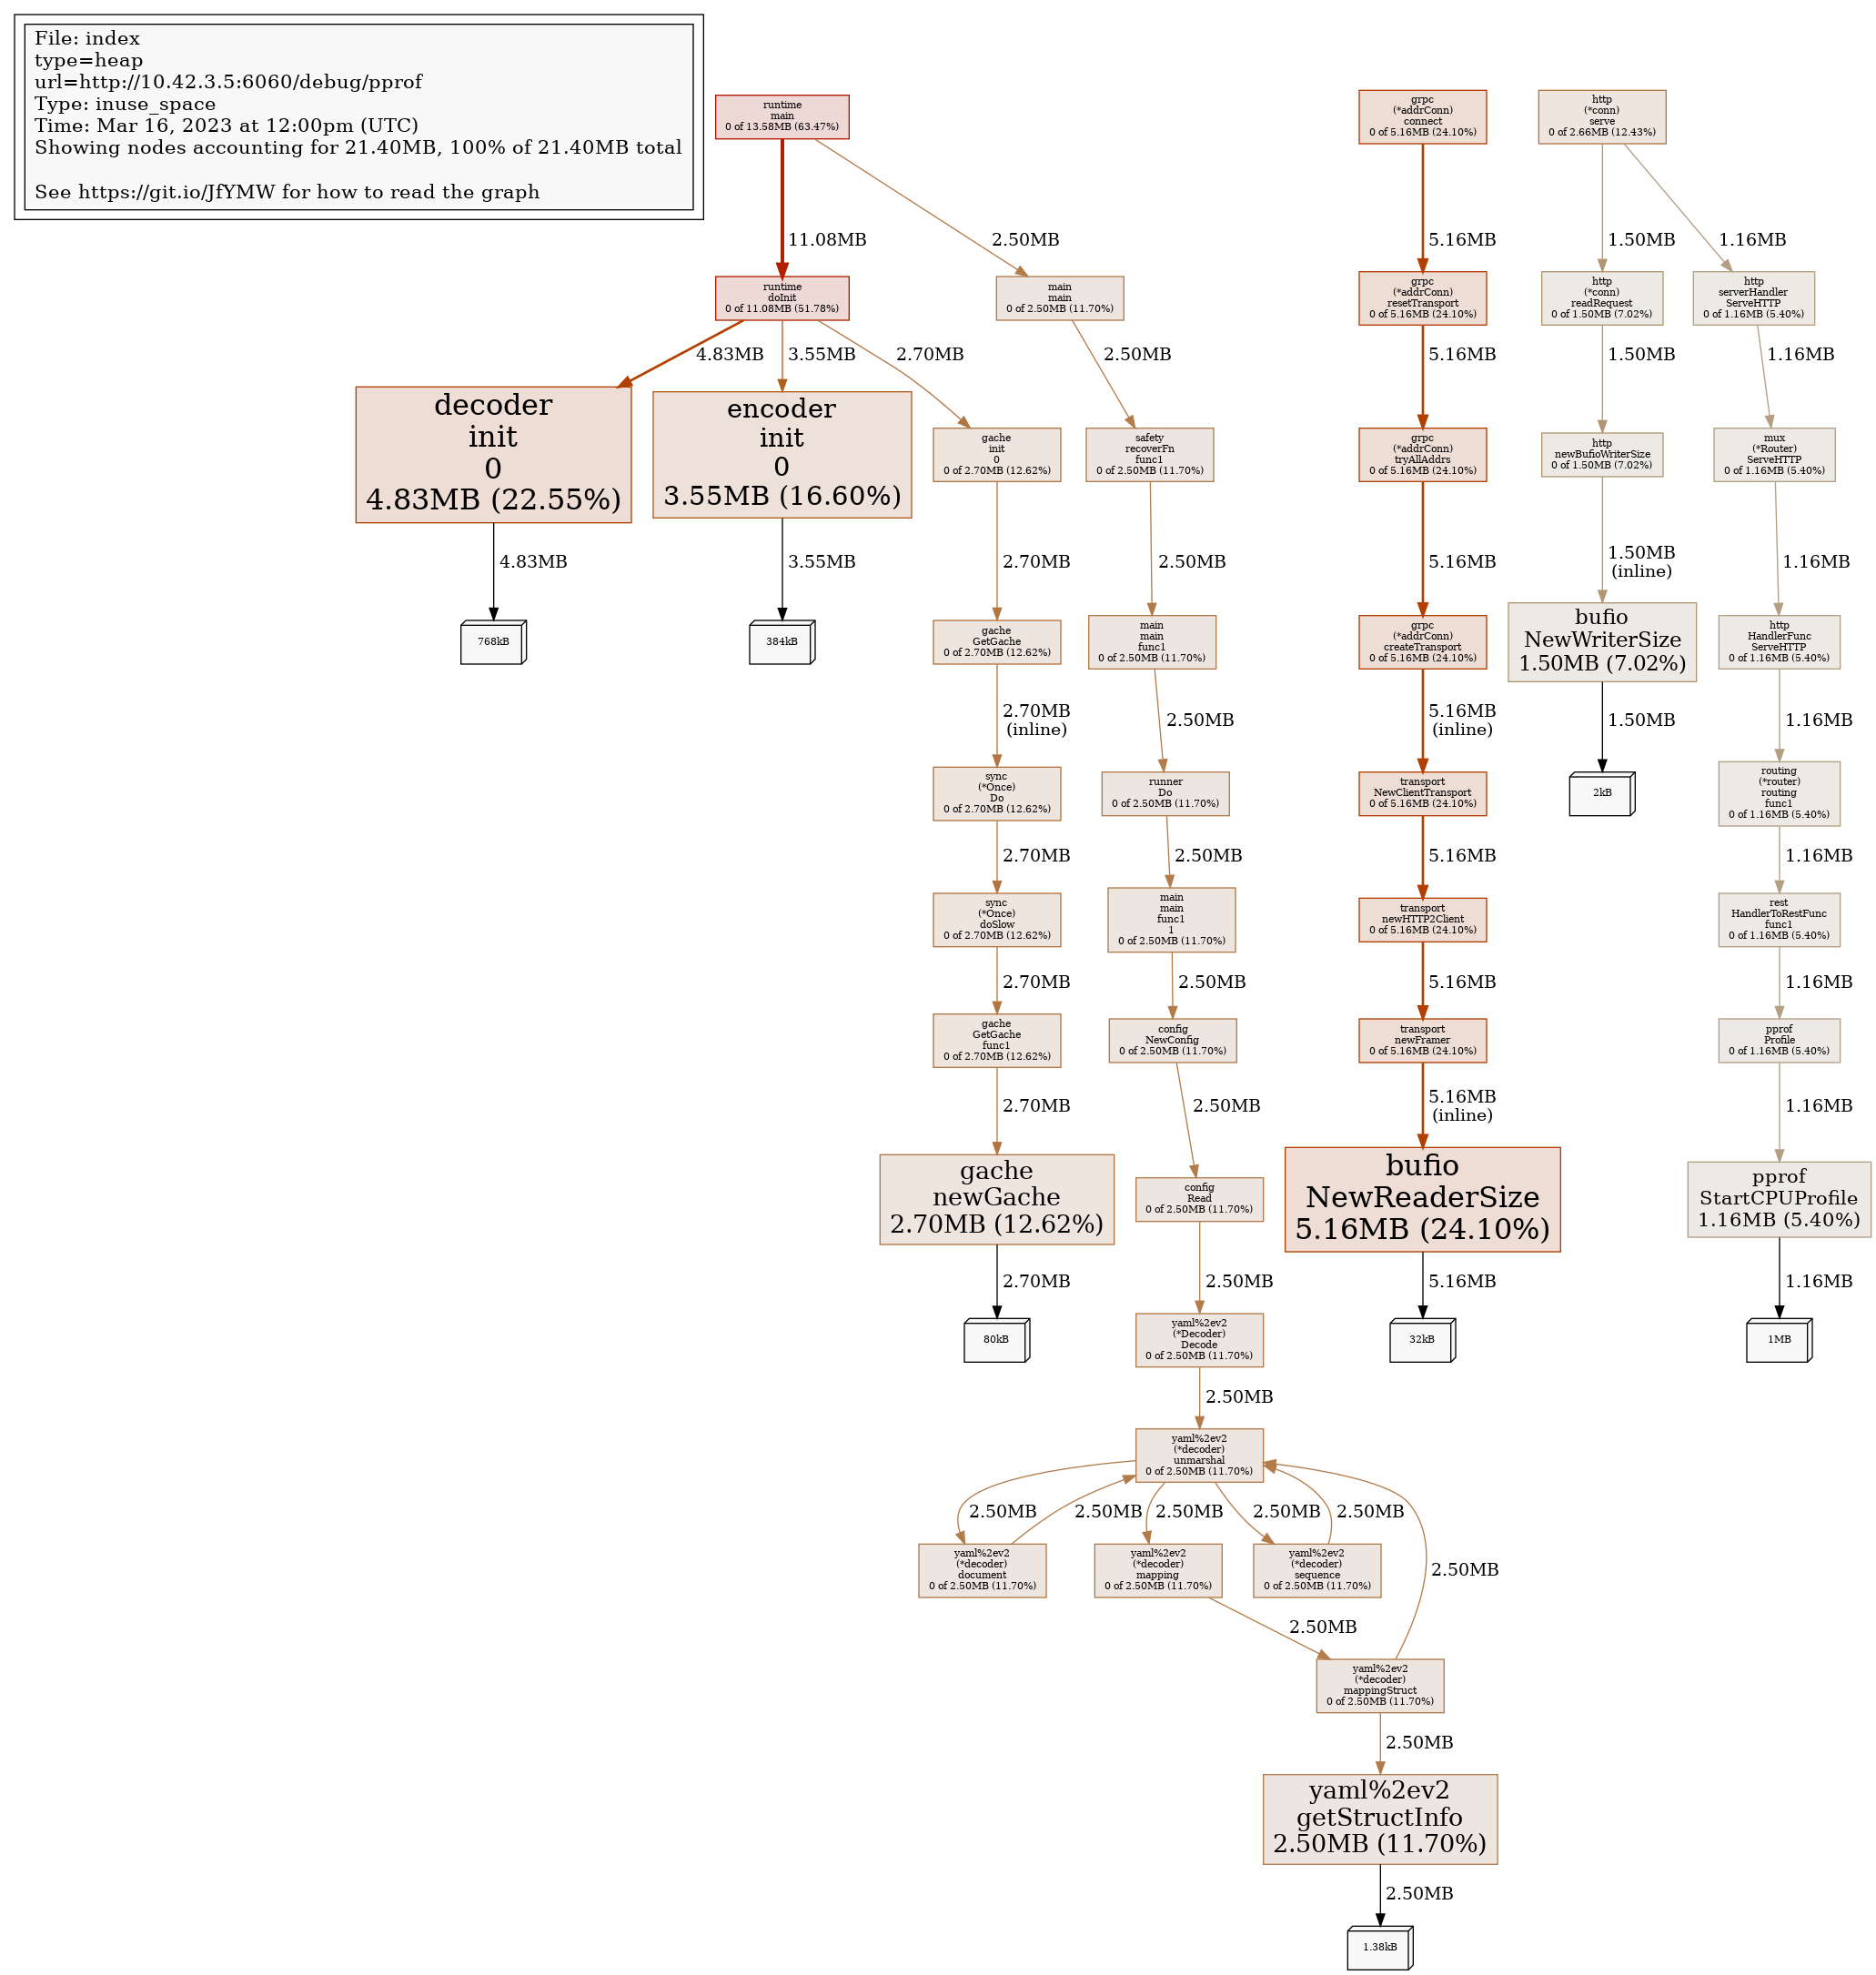 File: index
type=heap
url=http://10.42.3.5:6060/debug/pprof
Type: inuse_space
Time: Mar 16, 2023 at 12:00pm (UTC)
Showing nodes accounting for 21.40MB, 100% of 21.40MB total
See https://git.io/JfYMW for how to read the graph
runtime
main
0 of 13.58MB (63.47%)
11.08MB
2.50MB
runtime
doInit
0 of 11.08MB (51.78%)
4.83MB
3.55MB
2.70MB
decoder
init
0
4.83MB (22.55%)
4.83MB
768kB
encoder
init
0
3.55MB (16.60%)
3.55MB
384kB
gache
init
0
0 of 2.70MB (12.62%)
2.70MB
gache
GetGache
0 of 2.70MB (12.62%)
2.70MB
(inline)
sync
(*Once)
Do
0 of 2.70MB (12.62%)
2.70MB
sync
(*Once)
doSlow
0 of 2.70MB (12.62%)
2.70MB
gache
GetGache
func1
0 of 2.70MB (12.62%)
2.70MB
gache
newGache
2.70MB (12.62%)
2.70MB
80kB
main
main
0 of 2.50MB (11.70%)
2.50MB
safety
recoverFn
func1
0 of 2.50MB (11.70%)
2.50MB
main
main
func1
0 of 2.50MB (11.70%)
2.50MB
runner
Do
0 of 2.50MB (11.70%)
2.50MB
main
main
func1
1
0 of 2.50MB (11.70%)
2.50MB
config
NewConfig
0 of 2.50MB (11.70%)
2.50MB
config
Read
0 of 2.50MB (11.70%)
2.50MB
yaml%2ev2
(*Decoder)
Decode
0 of 2.50MB (11.70%)
2.50MB
yaml%2ev2
(*decoder)
unmarshal
0 of 2.50MB (11.70%)
2.50MB
2.50MB
2.50MB
2.50MB
2.50MB
2.50MB
yaml%2ev2
(*decoder)
document
0 of 2.50MB (11.70%)
yaml%2ev2
(*decoder)
mapping
0 of 2.50MB (11.70%)
yaml%2ev2
(*decoder)
sequence
0 of 2.50MB (11.70%)
2.50MB
yaml%2ev2
(*decoder)
mappingStruct
0 of 2.50MB (11.70%)
2.50MB
yaml%2ev2
getStructInfo
2.50MB (11.70%)
2.50MB
1.38kB
grpc
(*addrConn)
connect
0 of 5.16MB (24.10%)
5.16MB
grpc
(*addrConn)
resetTransport
0 of 5.16MB (24.10%)
5.16MB
grpc
(*addrConn)
tryAllAddrs
0 of 5.16MB (24.10%)
5.16MB
grpc
(*addrConn)
createTransport
0 of 5.16MB (24.10%)
5.16MB
(inline)
transport
NewClientTransport
0 of 5.16MB (24.10%)
5.16MB
transport
newHTTP2Client
0 of 5.16MB (24.10%)
5.16MB
transport
newFramer
0 of 5.16MB (24.10%)
5.16MB
(inline)
bufio
NewReaderSize
5.16MB (24.10%)
5.16MB
32kB
http
(*conn)
serve
0 of 2.66MB (12.43%)
1.50MB
1.16MB
http
(*conn)
readRequest
0 of 1.50MB (7.02%)
1.50MB
http
newBufioWriterSize
0 of 1.50MB (7.02%)
1.50MB
(inline)
bufio
NewWriterSize
1.50MB (7.02%)
1.50MB
2kB
http
serverHandler
ServeHTTP
0 of 1.16MB (5.40%)
1.16MB
mux
(*Router)
ServeHTTP
0 of 1.16MB (5.40%)
1.16MB
http
HandlerFunc
ServeHTTP
0 of 1.16MB (5.40%)
1.16MB
routing
(*router)
routing
func1
0 of 1.16MB (5.40%)
1.16MB
rest
HandlerToRestFunc
func1
0 of 1.16MB (5.40%)
1.16MB
pprof
Profile
0 of 1.16MB (5.40%)
1.16MB
pprof
StartCPUProfile
1.16MB (5.40%)
1.16MB
1MB